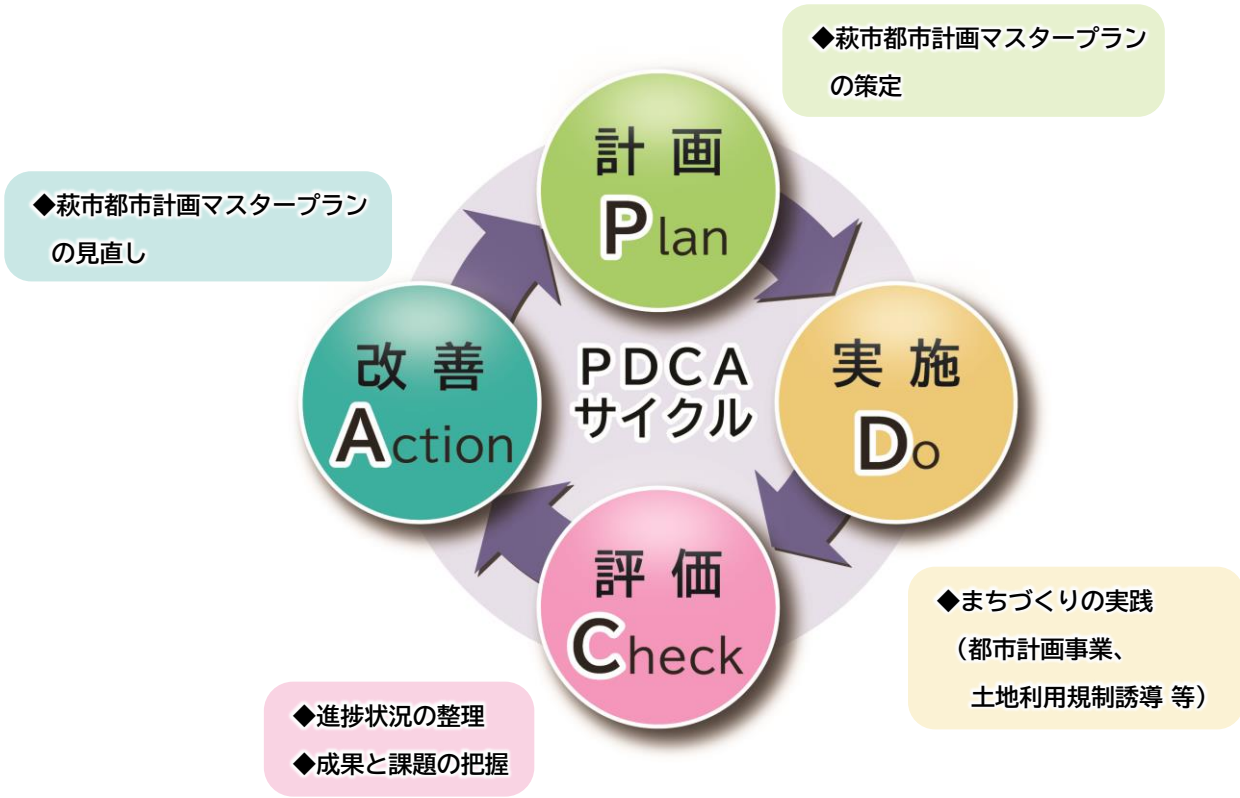 ◆萩市都市計画マスタープラン
の策定
計画
Plan
◆萩市都市計画マスタープラン
の見直し
改善
Action
PDCA
サイクル
実施
Do
評価
Check
◆まちづくりの実践
（都市計画事業、
土地利用規制誘導 等）
◆進捗状況の整理
◆成果と課題の把握